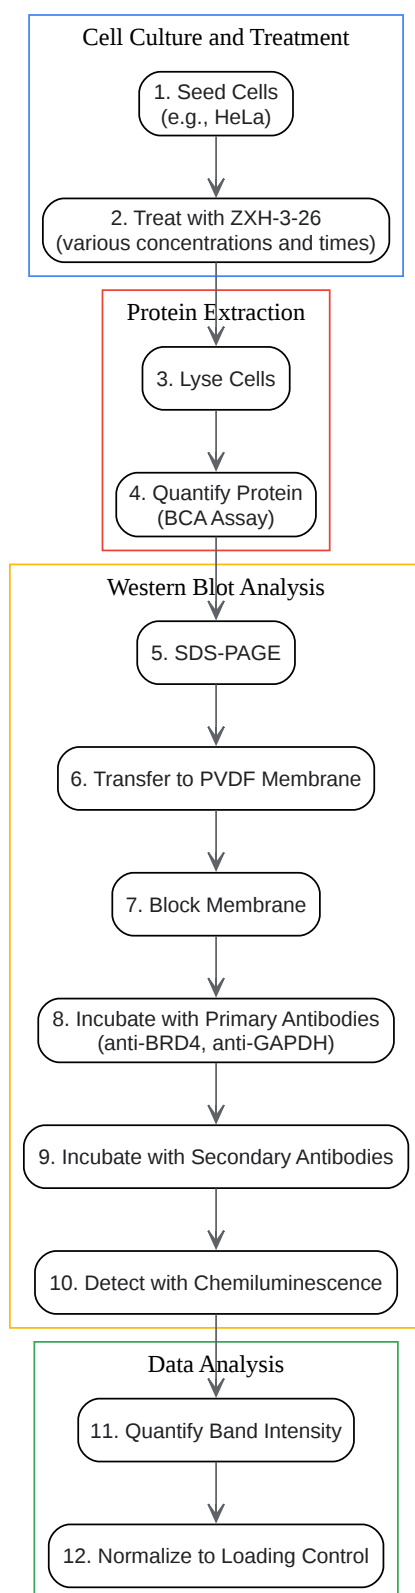 Cell Culture and Treatment
1. Seed Cells
(e.g., HeLa)
2. Treat with ZXH-3-26
(various concentrations and times)
Protein Extraction
3. Lyse Cells
4. Quantify Protein
(BCA Assay)
Western Blot Analysis
5. SDS-PAGE
6. Transfer to PVDF Membrane
7. Block Membrane
8. Incubate with Primary Antibodies
(anti-BRD4, anti-GAPDH)
9. Incubate with Secondary Antibodies
10. Detect with Chemiluminescence
Data Analysis
11. Quantify Band Intensity
12. Normalize to Loading Control